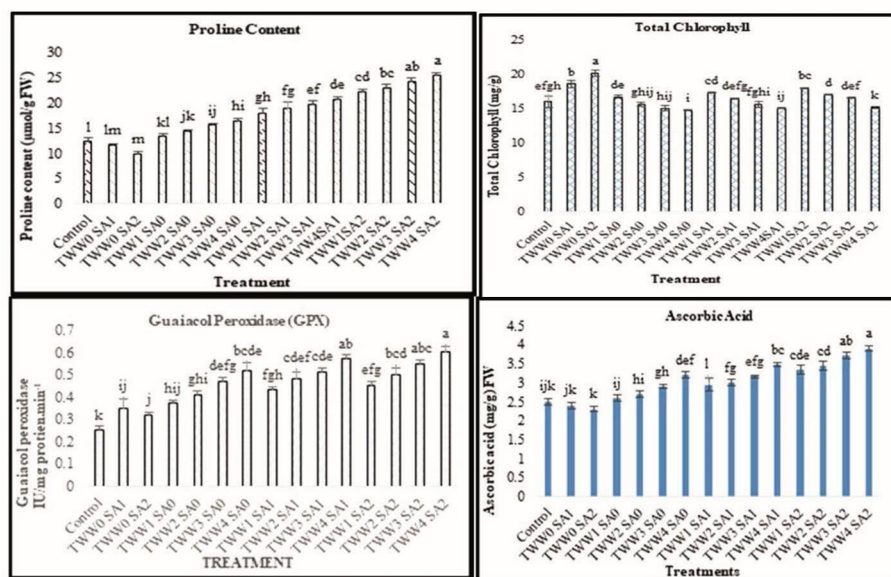 Proline Content
Proline content (μmol/g FW)
30
25
20
15
10
5
0
l lm m kl jk ij hi gh fg ef de cd bc ab a
Control TWW0 SA1 TWW0 SA2 TWW1 SA0 TWW2 SA0 TWW3 SA0 TWW4 SA0 TWW1 SA1 TWW2 SA1 TWW3 SA1 TWW4SA1 TWW1SA2 TWW2 SA2 TWW3 SA2 TWW4 SA2
Treatment
Total Chlorophyll
Total Chlorophyll (mg/g)
25
20
15
10
5
0
efgh b a de ghij hij i cd defg fghi ij bc d def k
Control TWW0 SA1 TWW0 SA2 TWW1 SA0 TWW2 SA0 TWW3 SA0 TWW4 SA0 TWW1 SA1 TWW2 SA1 TWW3 SA1 TWW4SA1 TWW1SA2 TWW2 SA2 TWW3 SA2 TWW4 SA2
Treatment
Guaiacol Peroxidase (GPX)
Guaiacol peroxidase
IU/mg protien.min⁻¹
0.7
0.6
0.5
0.4
0.3
0.2
0.1
0
k ij j hij ghi defg bcde fgh cdef cde ab efg bcd abc a
Control TWW0 SA1 TWW0 SA2 TWW1 SA0 TWW2 SA0 TWW3 SA0 TWW4 SA0 TWW1 SA1 TWW2 SA1 TWW3 SA1 TWW4 SA1 TWW1 SA2 TWW2 SA2 TWW3 SA2 TWW4 SA2
TREATMENT
Ascorbic Acid
Ascorbic acid (mg/g) FW
4.5
4
3.5
3
2.5
2
1.5
1
0.5
0
ijk jk k ij hi gh def l fg efg bc cde cd ab a
Control TWW0 SA1 TWW0 SA2 TWW1 SA0 TWW2 SA0 TWW3 SA0 TWW4 SA0 TWW1 SA1 TWW2 SA1 TWW3 SA1 TWW4 SA1 TWW1 SA2 TWW2 SA2 TWW3 SA2 TWW4 SA2
Treatments